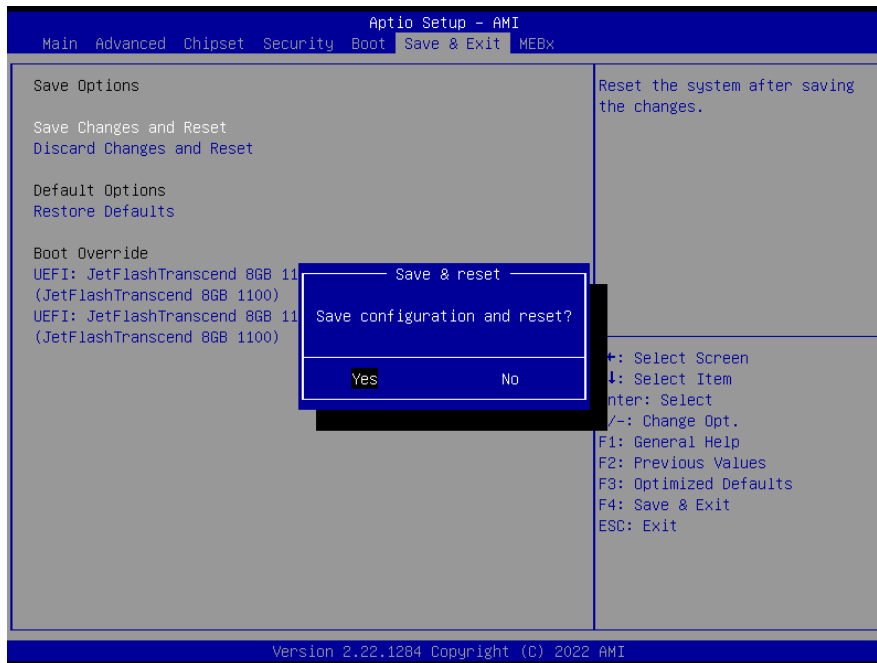 Aptio Setup - AMI
Main Advanced Chipset Security Boot Save & Exit MEBx
Save Options
Save Changes and Reset
Discard Changes and Reset
Default Options
Restore Defaults
Boot Override
UEFI: JetFlashTranscend 8GB 11
(JetFlashTranscend 8GB 1100)
UEFI: JetFlashTranscend 8GB 11
(JetFlashTranscend 8GB 1100)
Save & reset
Save configuration and reset?
Yes No
Reset the system after saving
the changes.
: Select Screen
: Select Item
nter: Select
/-: Change Opt.
F1: General Help
F2: Previous Values
F3: Optimized Defaults
F4: Save & Exit
ESC: Exit
Version 2.22.1284 Copyright (C) 2022 AMI